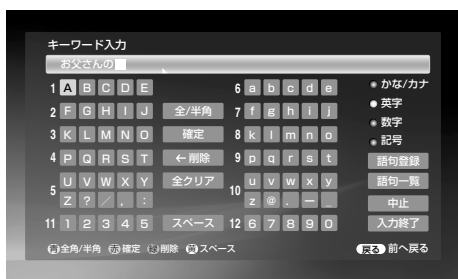 キーワード入力
お父さんの
1 A B C D E 6 a b c d e かな/カナ
英字
2 F G H I J 全/半角 7 f g h i j
数字
3 K L M N O 確定 8 k l m n o
記号
4 P Q R S T ←削除 9 p q r s t 語句登録
5 U V W X Y 全クリア 10 u v w x y 語句一覧
Z ? / , : z @ . — _ 中止
11 1 2 3 4 5 スペース 12 6 7 8 9 0 入力終了
青 全角/半角 赤 確定 緑 削除 黄 スペース 戻る 前へ戻る